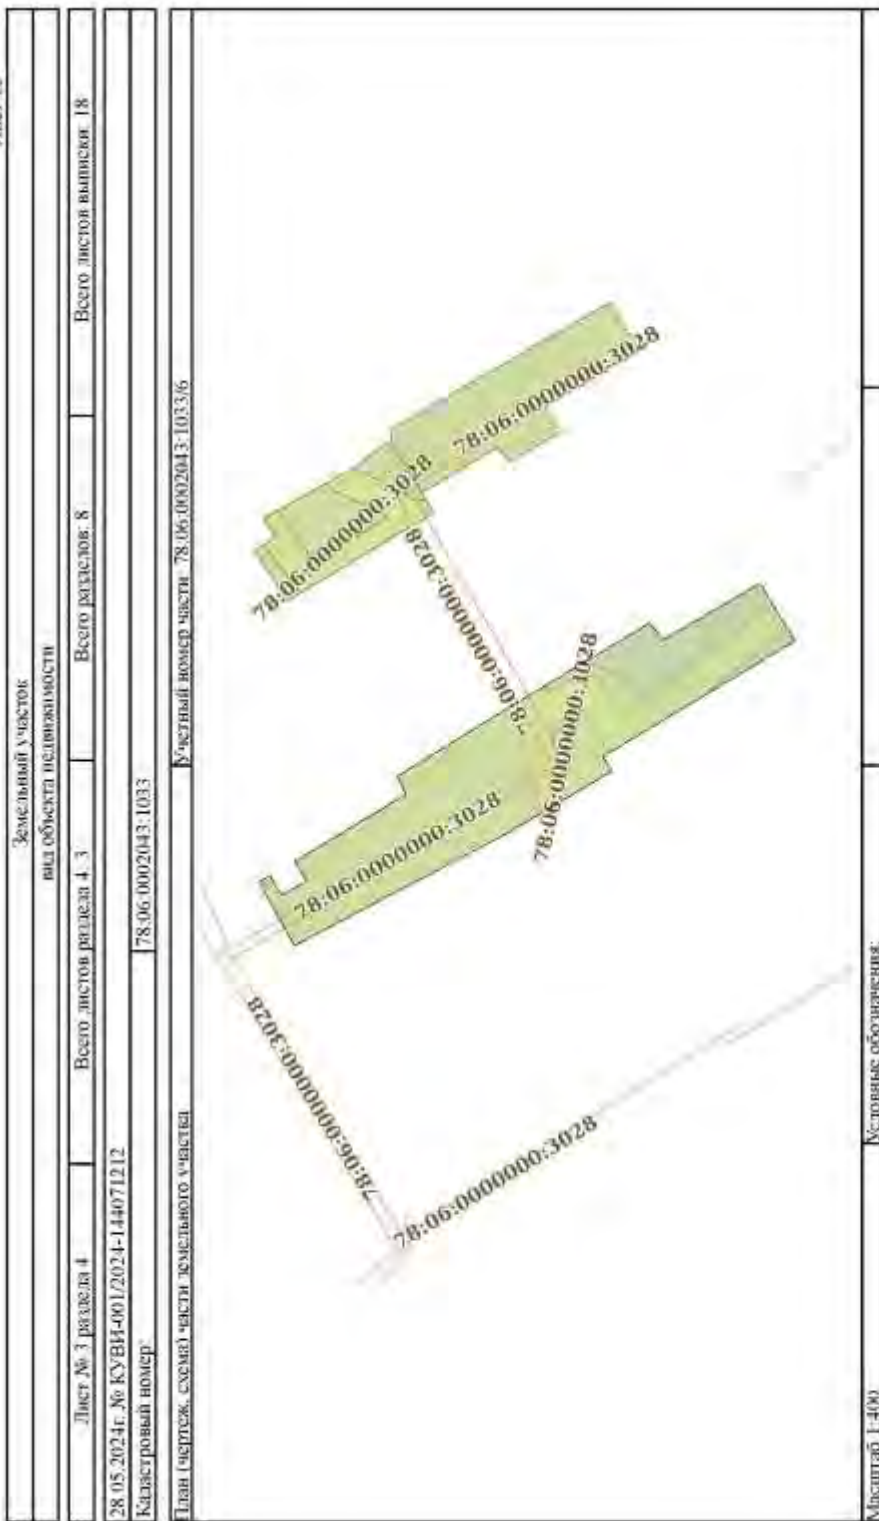 Земельный участок
вид объекта недвижимости
Лист № 3 раздела 4 Всего листов раздела 4: 3 Всего разделов: 8 Всего листов выписки: 18
28.05.2024г. № КУВИ-001/2024-144071212
Кадастровый номер: 78:06:0002043:1033
План (чертеж, схема) части земельного участка Учетный номер части: 78:06:0002043:1033/6
78:06:0000000:3028
78:06:0000000:3028
78:06:0000000:3028
78:06:0000000:3028
78:06:0000000:3028
78:06:0000000:3028
78:06:0000000:3028
Масштаб 1:400 Условные обозначения: